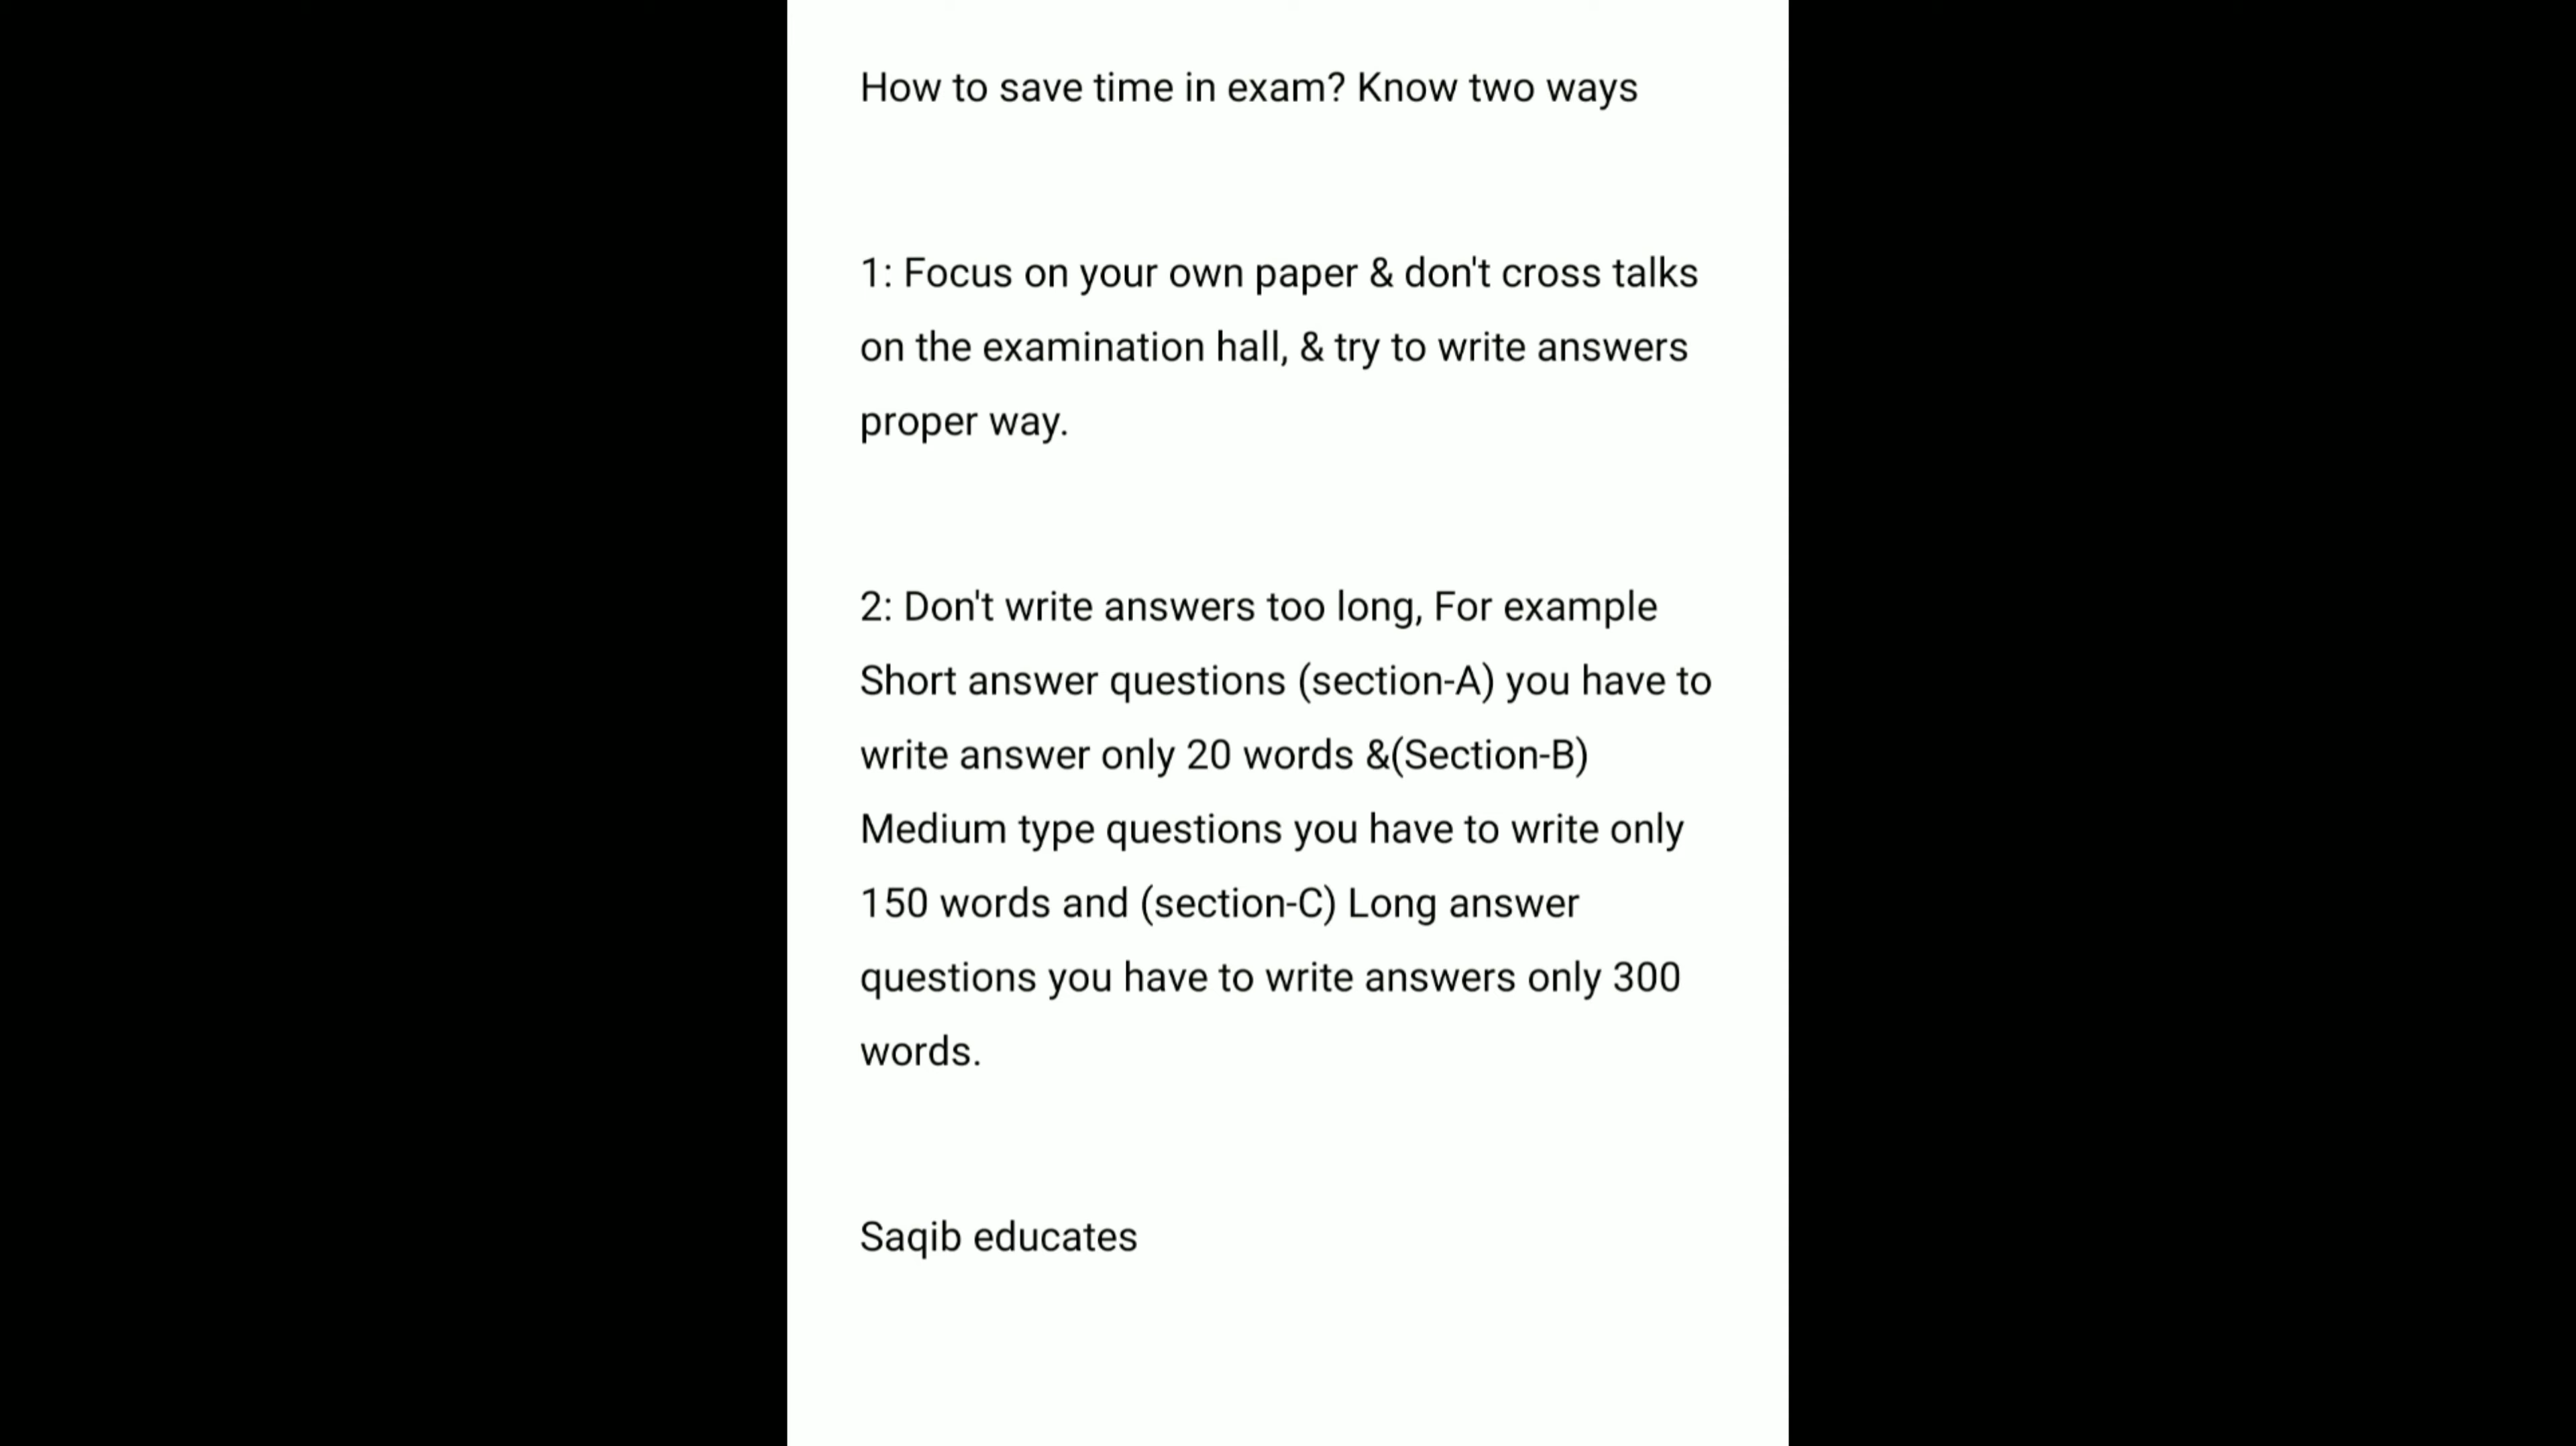 How to save time in exam? Know two ways
1: Focus on your own paper & don't cross talks
on the examination hall, & try to write answers
proper way.
2: Don't write answers too long, For example
Short answer questions (section-A) you have to
write answer only 20 words &(Section-B)
Medium type questions you have to write only
150 words and (section-C) Long answer
questions you have to write answers only 300
words.
Saqib educates